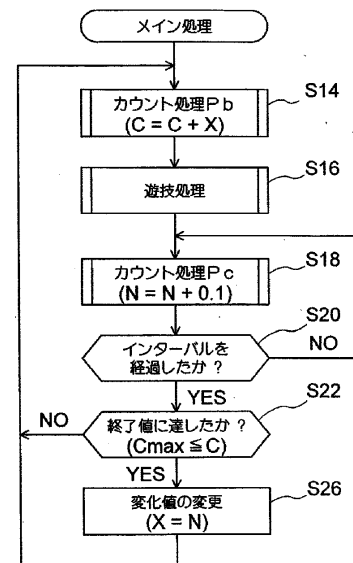 メイン処理
カウント処理Ｐｂ
(C = C + X)
S14
遊技処理
S16
カウント処理Ｐｃ
(N = N + 0.1)
S18
インターバルを
経過したか？
S20
NO
YES
終了値に達したか？
(Cmax ≦ C)
S22
NO
YES
変化値の変更
(X = N)
S26